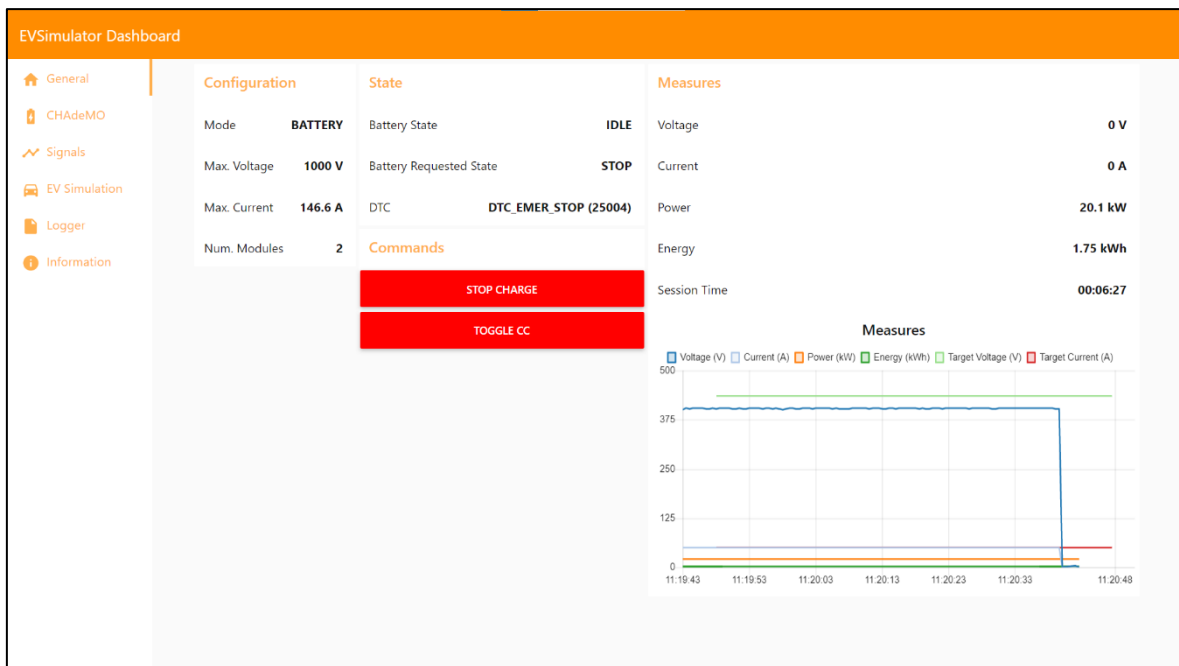 EVSimulator Dashboard
General
CHAdeMO
Signals
EV Simulation
Logger
Information
Configuration
Mode BATTERY
Max. Voltage 1000 V
Max. Current 146.6 A
Num. Modules 2
State
Battery State IDLE
Battery Requested State STOP
DTC DTC_EMER_STOP (25004)
Commands
STOP CHARGE
TOGGLE CC
Measures
Voltage 0 V
Current 0 A
Power 20.1 kW
Energy 1.75 kWh
Session Time 00:06:27
Measures
Voltage (V) Current (A) Power (kW) Energy (kWh) Target Voltage (V) Target Current (A)
500
375
250
125
0
11:19:43 11:19:53 11:20:03 11:20:13 11:20:23 11:20:33 11:20:48